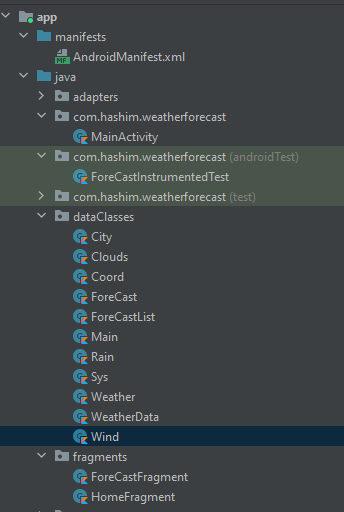 app
manifests
MF AndroidManifest.xml
java
adapters
com.hashim.weatherforecast
MainActivity
com.hashim.weatherforecast (androidTest)
ForeCastInstrumentedTest
com.hashim.weatherforecast (test)
dataClasses
City
Clouds
Coord
ForeCast
ForeCastList
Main
Rain
Sys
Weather
WeatherData
Wind
fragments
ForeCastFragment
HomeFragment